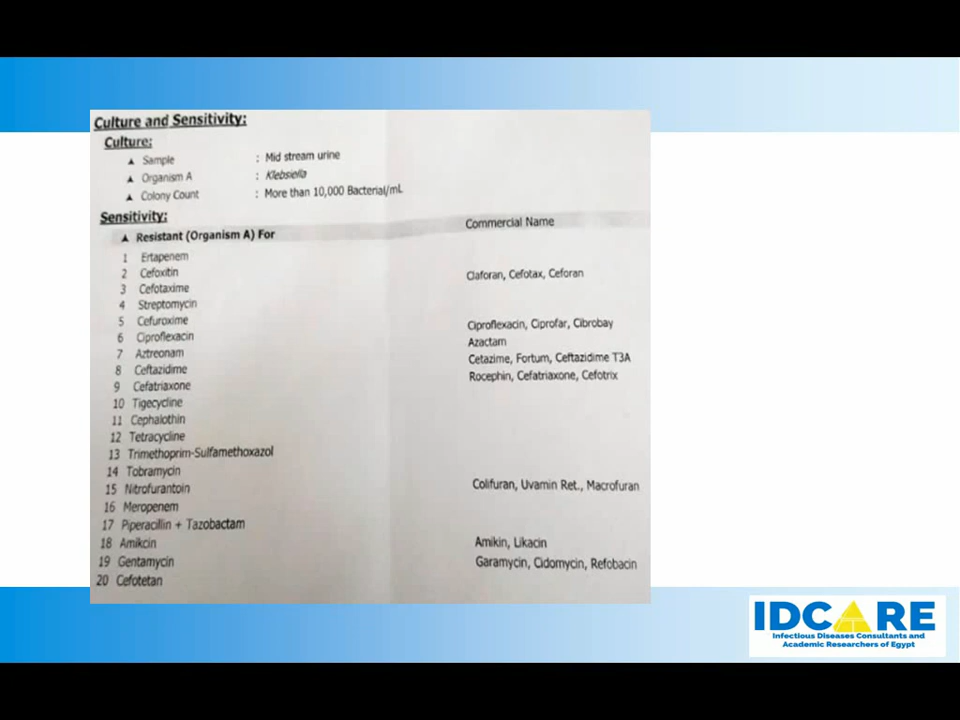 Culture and Sensitivity:
Culture:
▲ Sample : Mid stream urine
▲ Organism A : Klebsiella
▲ Colony Count : More than 10,000 Bacterial/mL
Sensitivity:
▲ Resistant (Organism A) For Commercial Name
1 Ertapenem
2 Cefoxitin
3 Cefotaxime Claforan, Cefotax, Ceforan
4 Streptomycin
5 Cefuroxime
6 Ciproflexacin Ciproflexacin, Ciprofar, Cibrobay
7 Aztreonam Azactam
8 Ceftazidime Cetazime, Fortum, Ceftazidime T3A
9 Cefatriaxone Rocephin, Cefatriaxone, Cefotrix
10 Tigecycline
11 Cephalothin
12 Tetracycline
13 Trimethoprim-Sulfamethoxazol
14 Tobramycin
15 Nitrofurantoin Colifuran, Uvamin Ret., Macrofuran
16 Meropenem
17 Piperacillin + Tazobactam
18 Amikcin Amikin, Likacin
19 Gentamycin Garamycin, Cidomycin, Refobacin
20 Cefotetan
IDCARE
Infectious Diseases Consultants and
Academic Researchers of Egypt